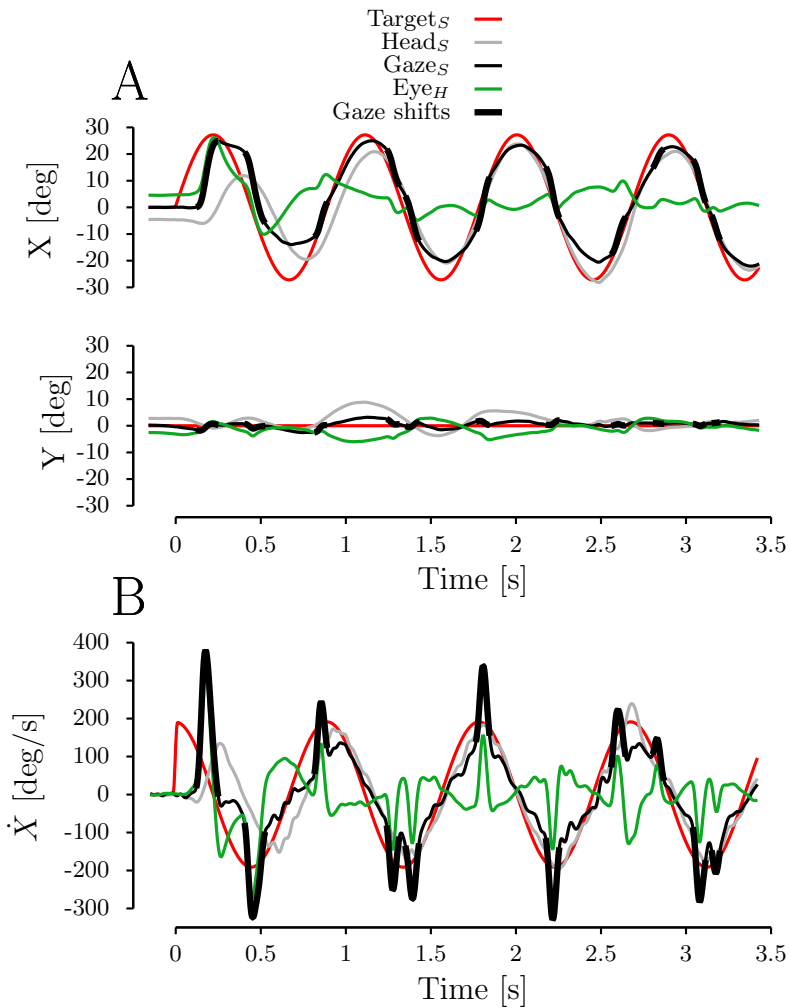 Target_S
Head_S
Gaze_S
Eye_H
Gaze shifts
A
30
20
10
0
-10
-20
-30
X [deg]
30
20
10
0
-10
-20
-30
Y [deg]
0 0.5 1 1.5 2 2.5 3 3.5
Time [s]
B
400
300
200
100
0
-100
-200
-300
Ẋ [deg/s]
0 0.5 1 1.5 2 2.5 3 3.5
Time [s]